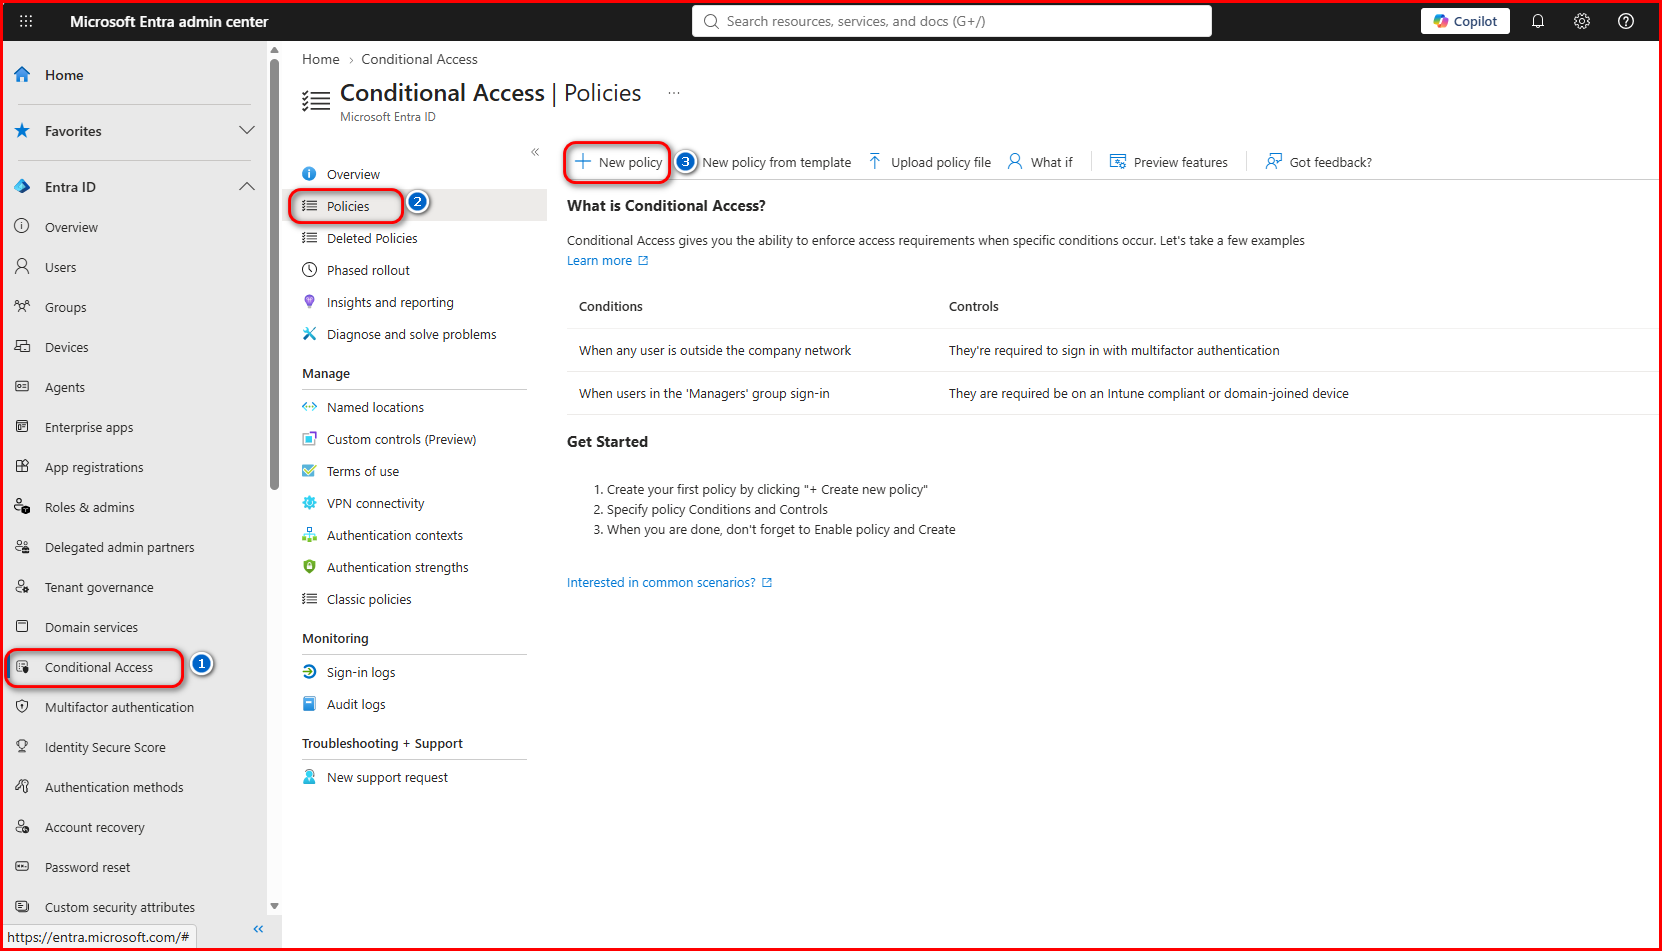 Microsoft Entra admin center
Search resources, services, and docs (G+/)
Copilot
Home
Favorites
Entra ID
Overview
Users
Groups
Devices
Agents
Enterprise apps
App registrations
Roles & admins
Delegated admin partners
Tenant governance
Domain services
Conditional Access
1
Multifactor authentication
Identity Secure Score
Authentication methods
Account recovery
Password reset
Custom security attributes
https://entra.microsoft.com/#
Home > Conditional Access
Conditional Access | Policies ...
Microsoft Entra ID
Overview
Policies
2
Deleted Policies
Phased rollout
Insights and reporting
Diagnose and solve problems
Manage
Named locations
Custom controls (Preview)
Terms of use
VPN connectivity
Authentication contexts
Authentication strengths
Classic policies
Monitoring
Sign-in logs
Audit logs
Troubleshooting + Support
New support request
New policy 3 New policy from template Upload policy file What if Preview features Got feedback?
What is Conditional Access?
Conditional Access gives you the ability to enforce access requirements when specific conditions occur. Let's take a few examples
Learn more
Conditions Controls
When any user is outside the company network They're required to sign in with multifactor authentication
When users in the 'Managers' group sign-in They are required be on an Intune compliant or domain-joined device
Get Started
1. Create your first policy by clicking "+ Create new policy"
2. Specify policy Conditions and Controls
3. When you are done, don't forget to Enable policy and Create
Interested in common scenarios?